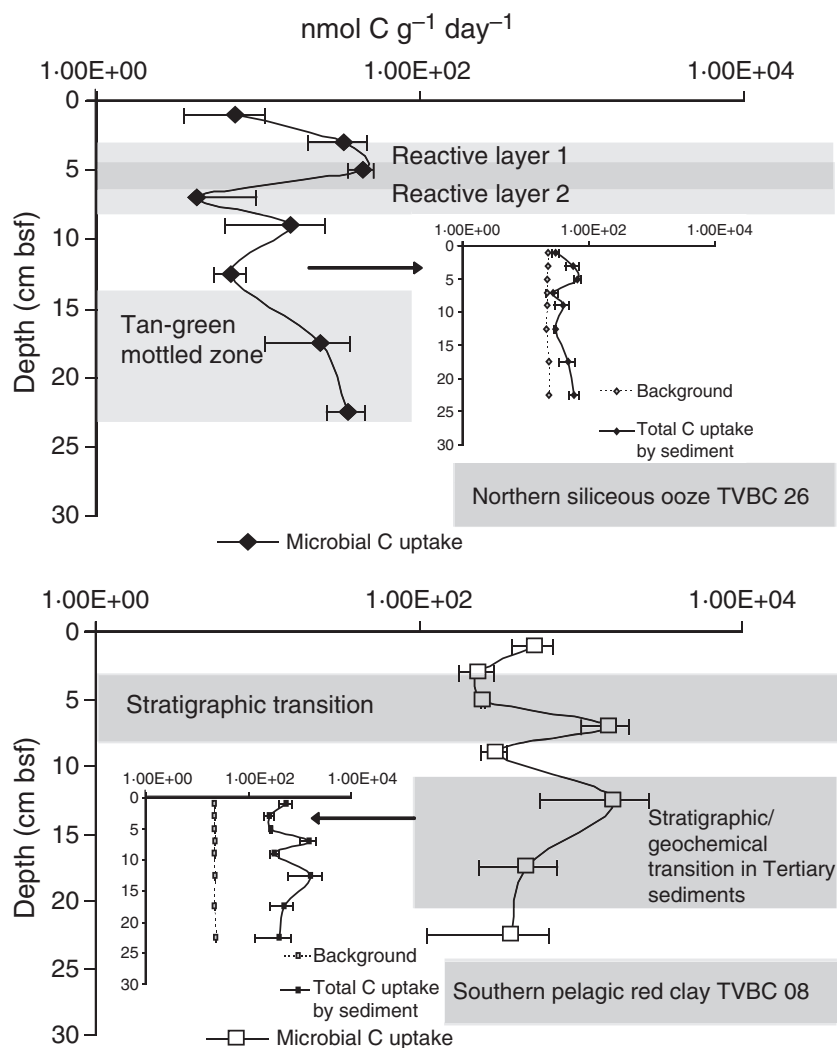 nmol C g⁻¹ day⁻¹
1·00E+00 1·00E+02 1·00E+04
0
5
10
15
20
25
30
Depth (cm bsf)
Reactive layer 1
Reactive layer 2
Tan-green
mottled zone
1·00E+00 1·00E+02 1·00E+04
0
5
10
15
20
25
30
Background
Total C uptake
by sediment
Northern siliceous ooze TVBC 26
Microbial C uptake
1·00E+00 1·00E+02 1·00E+04
0
5
10
15
20
25
30
Depth (cm bsf)
Stratigraphic transition
1·00E+00 1·00E+02 1·00E+04
0
5
10
15
20
25
30
Stratigraphic/
geochemical
transition in Tertiary
sediments
Background
Total C uptake
by sediment
Southern pelagic red clay TVBC 08
Microbial C uptake